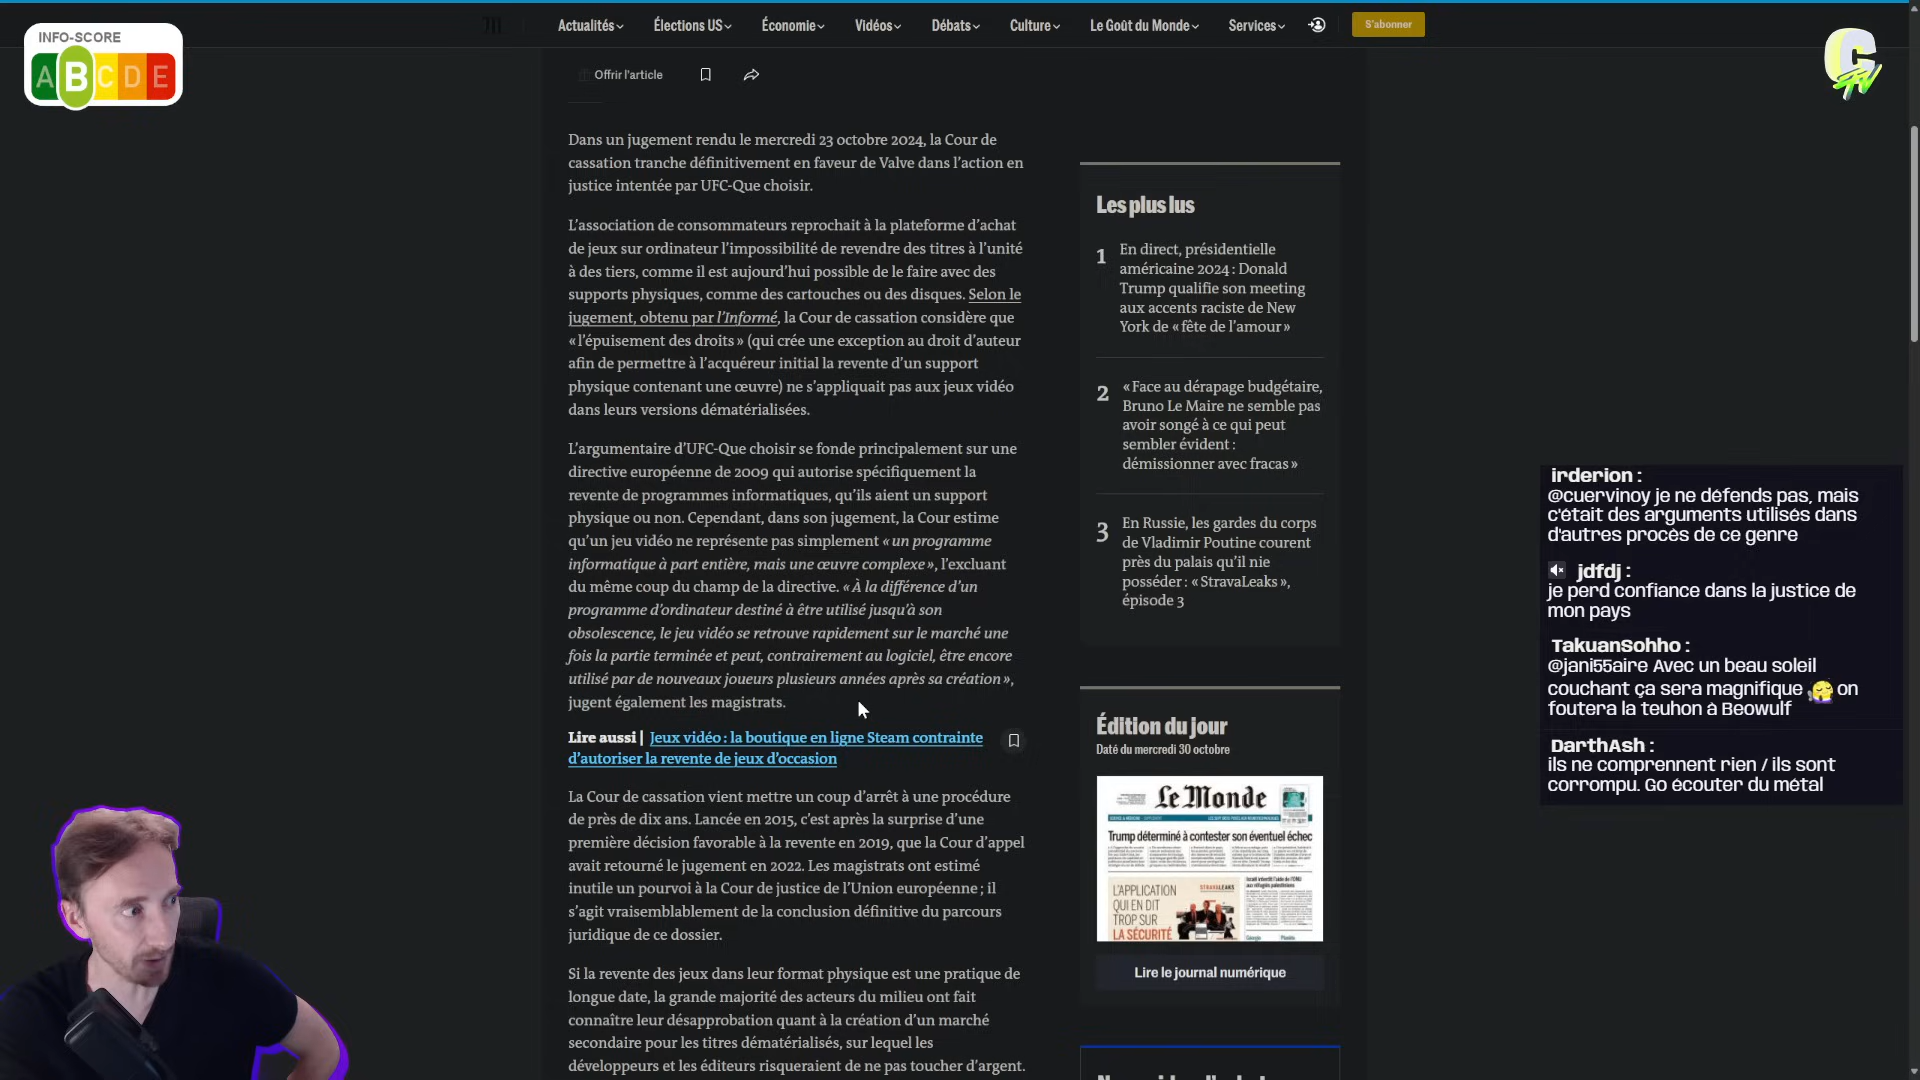 INFO-SCORE
A B C D E
Actualités
Élections US
Économie
Vidéos
Débats
Culture
Le Goût du Monde
Services
S'abonner
Offrir l'article
Dans un jugement rendu le mercredi 23 octobre 2024, la Cour de
cassation tranche définitivement en faveur de Valve dans l'action en
justice intentée par UFC-Que choisir.
L'association de consommateurs reprochait à la plateforme d'achat
de jeux sur ordinateur l'impossibilité de revendre des titres à l'unité
à des tiers, comme il est aujourd'hui possible de le faire avec des
supports physiques, comme des cartouches ou des disques. Selon le
jugement, obtenu par l'Informé, la Cour de cassation considère que
« l'épuisement des droits » (qui crée une exception au droit d'auteur
afin de permettre à l'acquéreur initial la revente d'un support
physique contenant une œuvre) ne s'appliquait pas aux jeux vidéo
dans leurs versions dématérialisées.
L'argumentaire d'UFC-Que choisir se fonde principalement sur une
directive européenne de 2009 qui autorise spécifiquement la
revente de programmes informatiques, qu'ils aient un support
physique ou non. Cependant, dans son jugement, la Cour estime
qu'un jeu vidéo ne représente pas simplement « un programme
informatique à part entière, mais une œuvre complexe », l'excluant
du même coup du champ de la directive. « À la différence d'un
programme d'ordinateur destiné à être utilisé jusqu'à son
obsolescence, le jeu vidéo se retrouve rapidement sur le marché une
fois la partie terminée et peut, contrairement au logiciel, être encore
utilisé par de nouveaux joueurs plusieurs années après sa création »,
jugent également les magistrats.
Lire aussi | Jeux vidéo : la boutique en ligne Steam contrainte
d'autoriser la revente de jeux d'occasion
La Cour de cassation vient mettre un coup d'arrêt à une procédure
de près de dix ans. Lancée en 2015, c'est après la surprise d'une
première décision favorable à la revente en 2019, que la Cour d'appel
avait retourné le jugement en 2022. Les magistrats ont estimé
inutile un pourvoi à la Cour de justice de l'Union européenne ; il
s'agit vraisemblablement de la conclusion définitive du parcours
juridique de ce dossier.
Si la revente des jeux dans leur format physique est une pratique de
longue date, la grande majorité des acteurs du milieu ont fait
connaître leur désapprobation quant à la création d'un marché
secondaire pour les titres dématérialisés, sur lequel les
développeurs et les éditeurs risqueraient de ne pas toucher d'argent.
Les plus lus
1
En direct, présidentielle
américaine 2024 : Donald
Trump qualifie son meeting
aux accents raciste de New
York de « fête de l'amour »
2
« Face au dérapage budgétaire,
Bruno Le Maire ne semble pas
avoir songé à ce qui peut
sembler évident :
démissionner avec fracas »
3
En Russie, les gardes du corps
de Vladimir Poutine courent
près du palais qu'il nie
posséder : « StravaLeaks »,
épisode 3
Édition du jour
Daté du mercredi 30 octobre
Le Monde
Trump déterminé à contester son éventuel échec
L'APPLICATION
QUI EN DIT
TROP SUR
LA SÉCURITÉ
STRAVALEAKS
Lire le journal numérique
irderion :
@cuervinoy je ne défends pas, mais
c'était des arguments utilisés dans
d'autres procès de ce genre
jdfdj :
je perd confiance dans la justice de
mon pays
TakuanSohho :
@jani55aire Avec un beau soleil
couchant ça sera magnifique on
foutera la teuhon à Beowulf
DarthAsh :
ils ne comprennent rien / ils sont
corrompu. Go écouter du métal